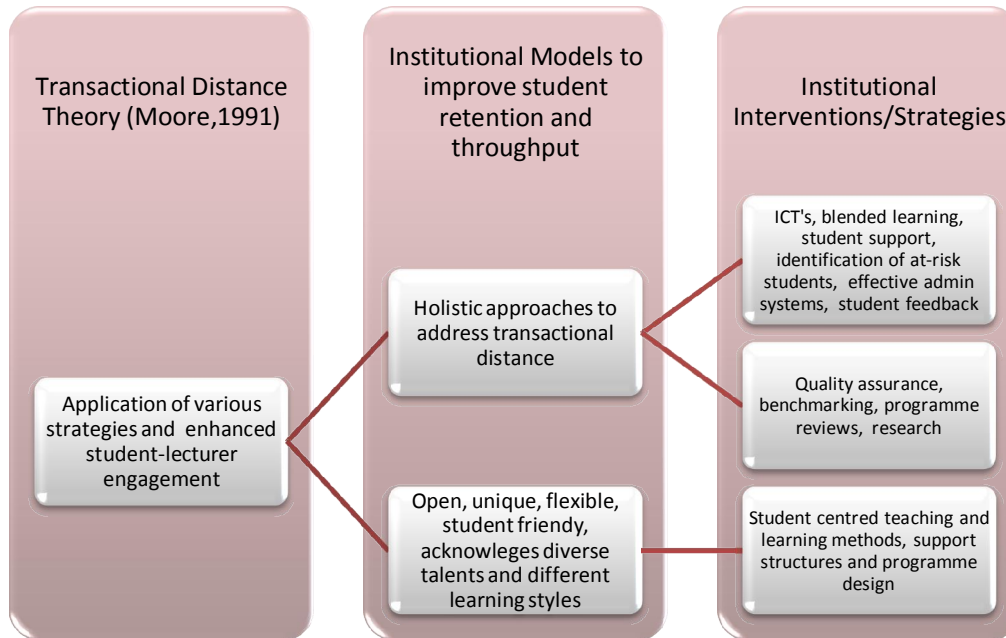 Transactional Distance
Theory (Moore,1991)
Application of various
strategies and enhanced
student-lecturer
engagement
Institutional Models to
improve student
retention and
throughput
Holistic approaches to
address transactional
distance
Open, unique, flexible,
student friendy,
acknowleges diverse
talents and different
learning styles
Institutional
Interventions/Strategies
ICT's, blended learning,
student support,
identification of at-risk
students, effective admin
systems, student feedback
Quality assurance,
benchmarking, programme
reviews, research
Student centred teaching and
learning methods, support
structures and programme
design